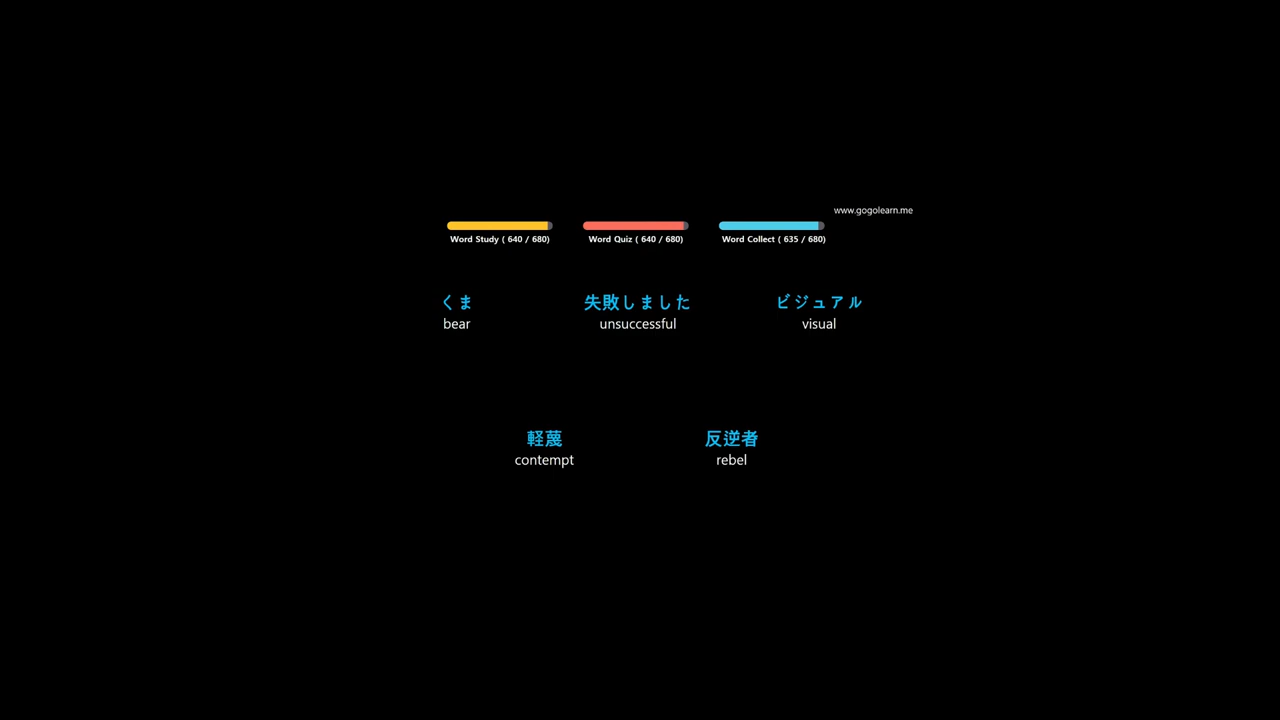 www.gogolearn.me
Word Study ( 640 / 680)
Word Quiz ( 640 / 680)
Word Collect ( 635 / 680)
くま
bear
失敗しました
unsuccessful
ビジュアル
visual
軽蔑
contempt
反逆者
rebel